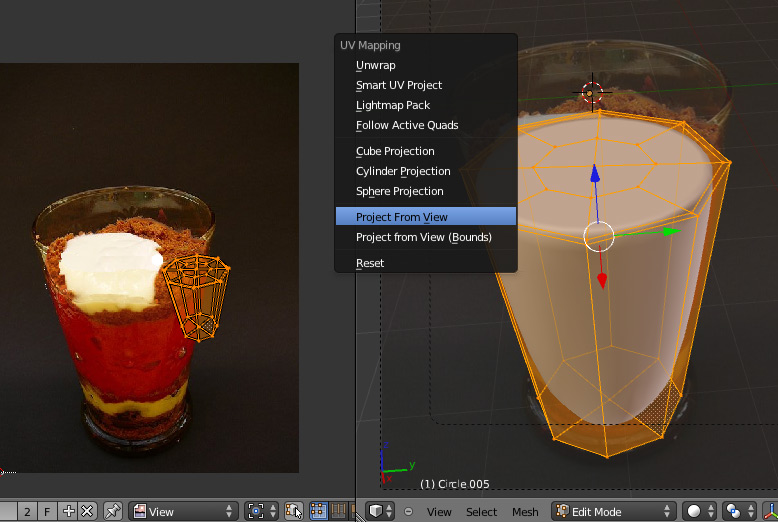 UV Mapping
Unwrap
Smart UV Project
Lightmap Pack
Follow Active Quads
Cube Projection
Cylinder Projection
Sphere Projection
Project From View
Project from View (Bounds)
Reset
z
y
x
(1) Circle 005
2 F View
View Select Mesh Edit Mode